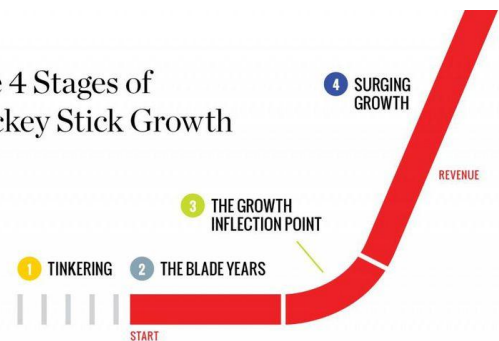 4 Stages of
Stick Growth
4 SURGING
GROWTH
REVENUE
3 THE GROWTH
INFLECTION POINT
1 TINKERING
2 THE BLADE YEARS
START